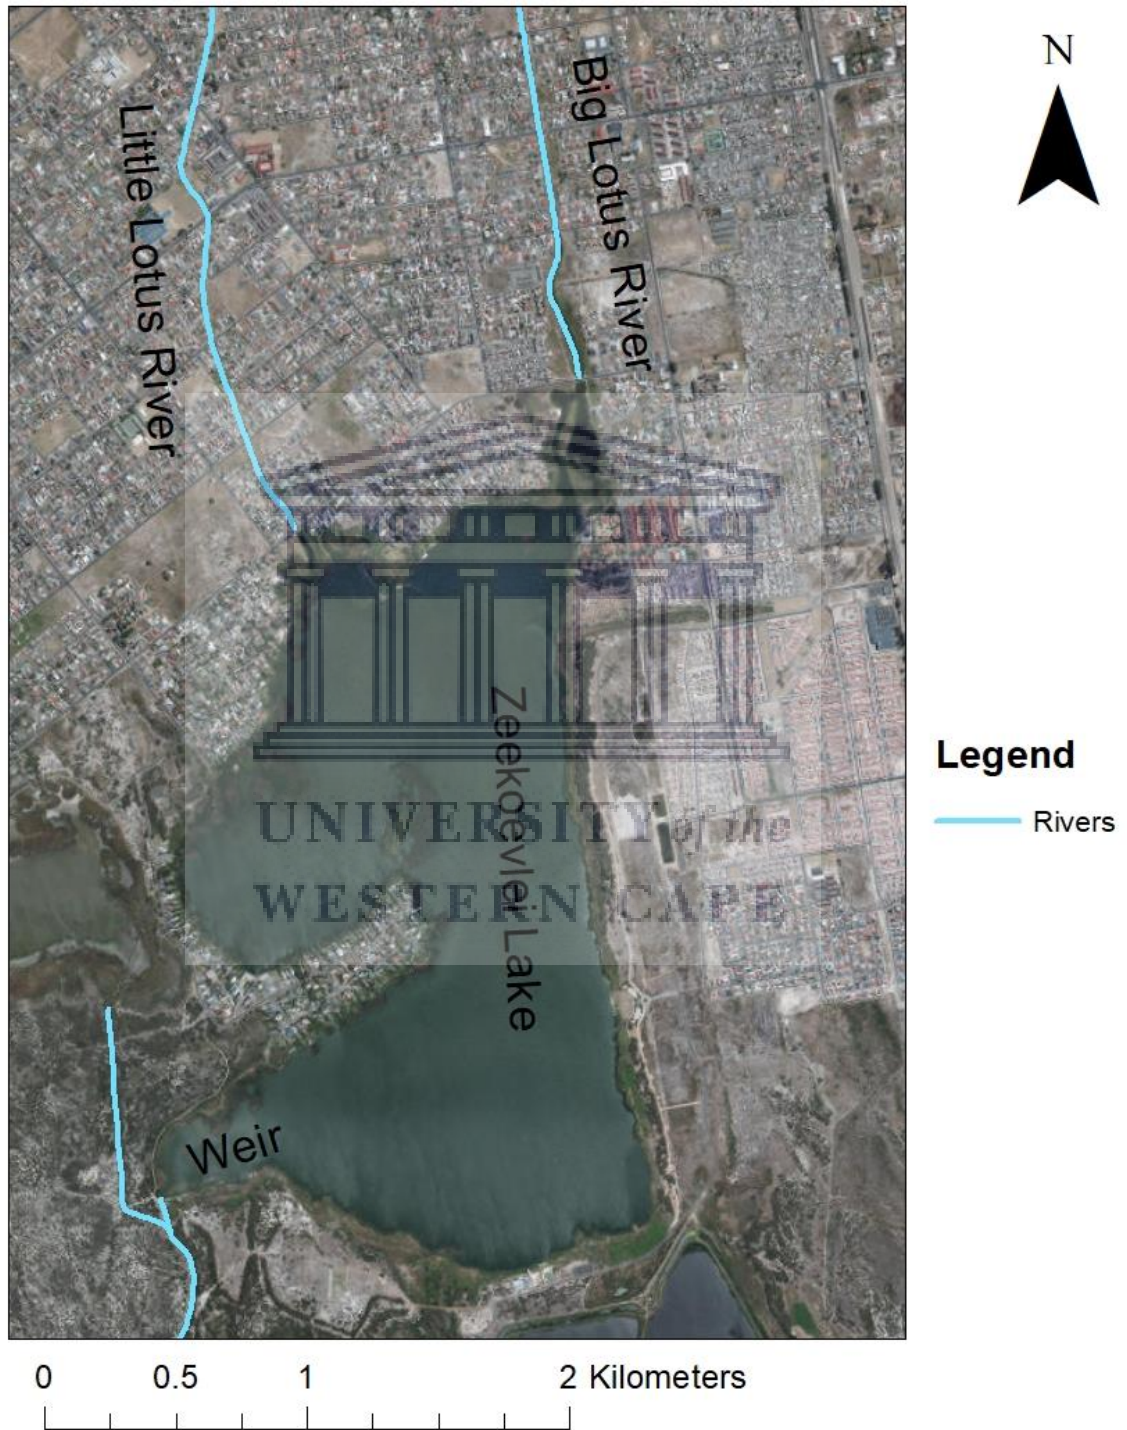 N
Little Lotus River
Big Lotus River
Zeekoevlei Lake
UNIVERSITY of the
WESTERN CAPE
Weir
Legend
Rivers
0 0.5 1 2 Kilometers